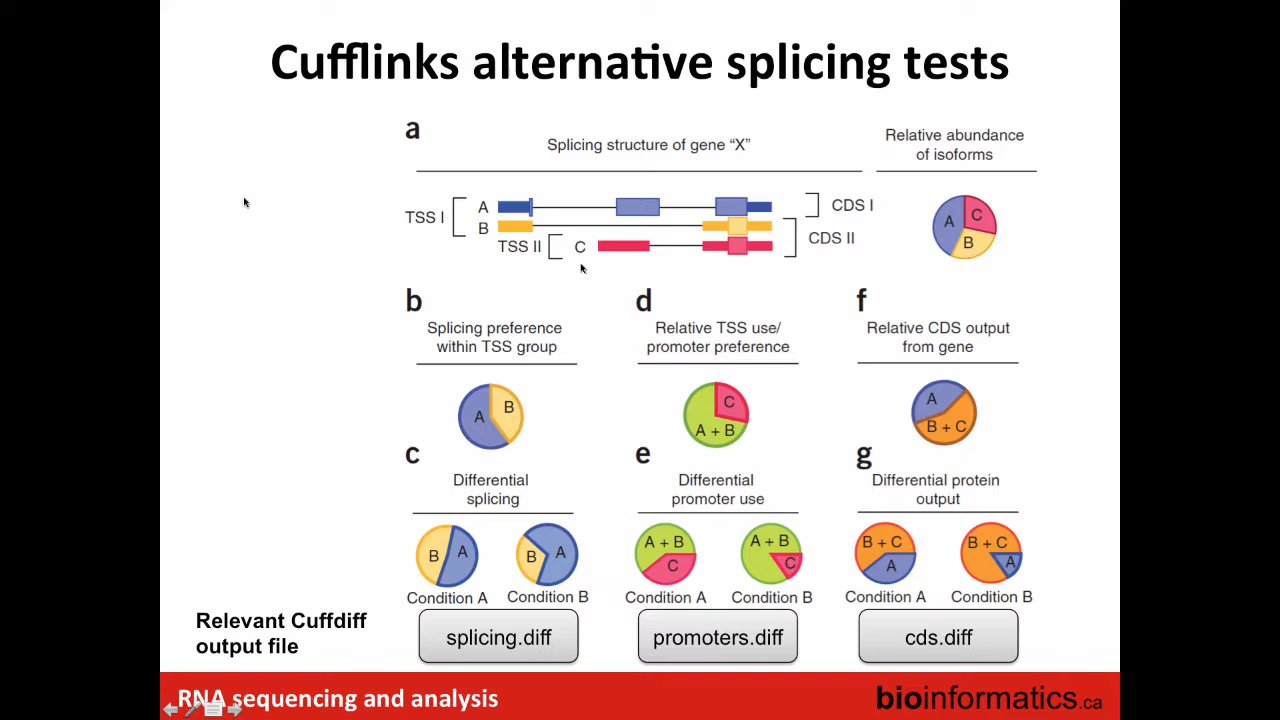 Cufflinks alternative splicing tests
a
Splicing structure of gene “X”
Relative abundance
of isoforms
TSS I
A
B
TSS II
C
CDS I
CDS II
A
C
B
b
Splicing preference
within TSS group
A
B
d
Relative TSS use/
promoter preference
C
A + B
f
Relative CDS output
from gene
A
B + C
c
Differential
splicing
B
A
B
A
Condition A
Condition B
e
Differential
promoter use
A + B
C
A + B
C
Condition A
Condition B
g
Differential protein
output
B + C
A
B + C
A
Condition A
Condition B
Relevant Cuffdiff
output file
splicing.diff
promoters.diff
cds.diff
RNA sequencing and analysis
bioinformatics.ca